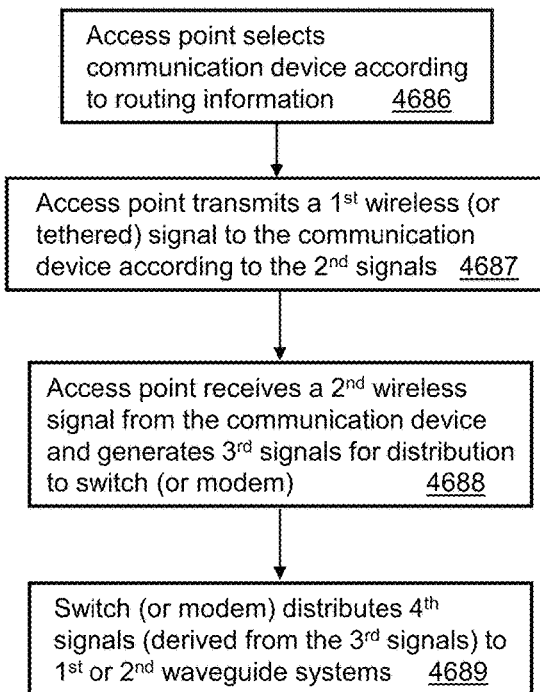 Access point selects
communication device according
to routing information 4686
Access point transmits a 1st wireless (or
tethered) signal to the communication
device according to the 2nd signals 4687
Access point receives a 2nd wireless
signal from the communication device
and generates 3rd signals for distribution
to switch (or modem) 4688
Switch (or modem) distributes 4th
signals (derived from the 3rd signals) to
1st or 2nd waveguide systems 4689